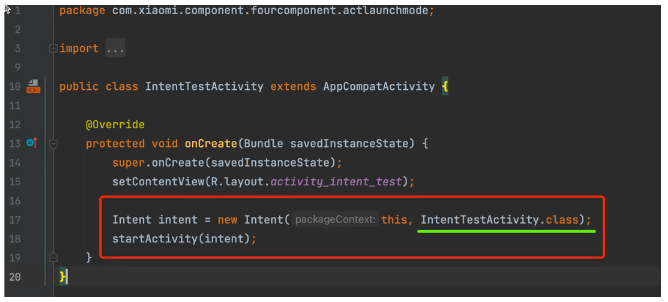 1 package com.xiaomi.component.fourcomponent.actlaunchmode;
2
3 import ...
9
10 public class IntentTestActivity extends AppCompatActivity {
11
12 @Override
13 protected void onCreate(Bundle savedInstanceState) {
14 super.onCreate(savedInstanceState);
15 setContentView(R.layout.activity_intent_test);
16
17 Intent intent = new Intent( packageContext: this, IntentTestActivity.class);
18 startActivity(intent);
19 }
20 }